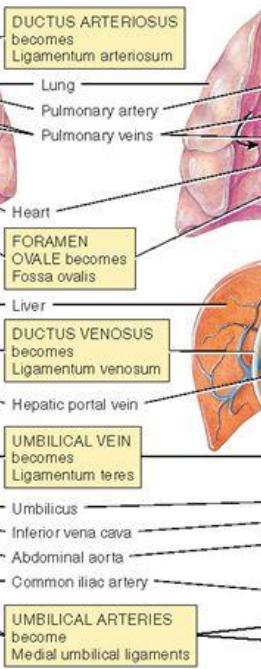 DUCTUS ARTERIOSUS
becomes
Ligamentum arteriosum
Lung
Pulmonary artery
Pulmonary veins
Heart
FORAMEN
OVALE becomes
Fossa ovalis
Liver
DUCTUS VENOSUS
becomes
Ligamentum venosum
Hepatic portal vein
UMBILICAL VEIN
becomes
Ligamentum teres
Umbilicus
Inferior vena cava
Abdominal aorta
Common iliac artery
UMBILICAL ARTERIES
become
Medial umbilical ligaments